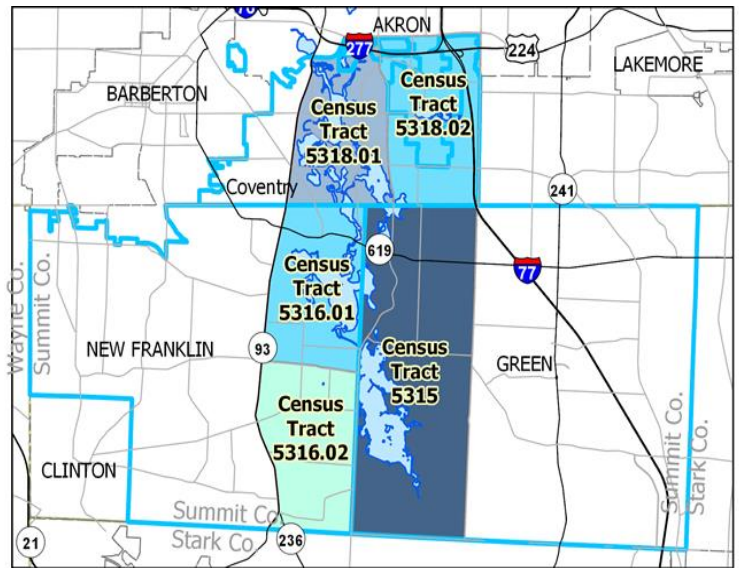 76
AKRON
277
224
LAKEMORE
BARBERTON
Census
Tract
5318.01
Census
Tract
5318.02
Coventry
241
619
77
Census
Tract
5316.01
Wayne Co.
Summit Co.
NEW FRANKLIN
93
Census
Tract
5315
GREEN
Census
Tract
5316.02
CLINTON
Summit Co.
Stark Co.
Summit Co.
Stark Co.
21
236